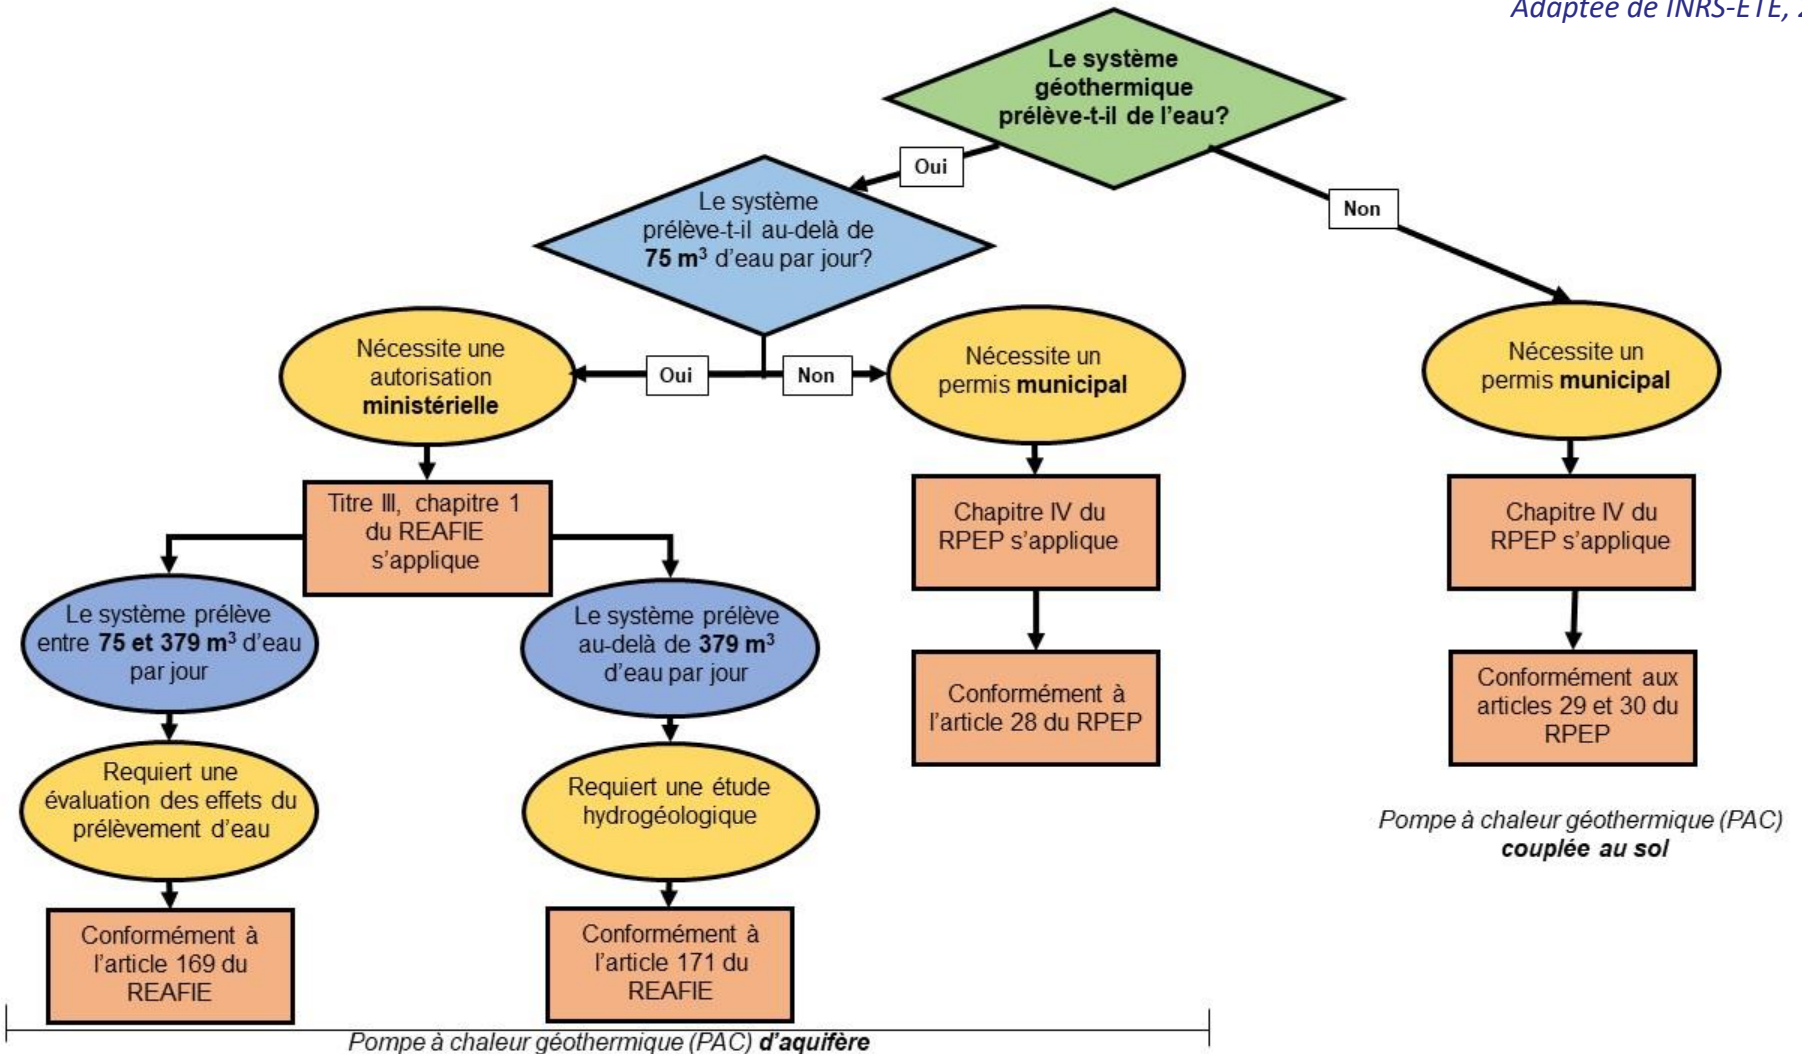 Adaptée de INRS-ETE, 2
Le système
géothermique
prélève-t-il de l'eau?
Oui
Non
Le système
prélève-t-il au-delà de
75 m³ d'eau par jour?
Nécessite une
autorisation
ministérielle
Oui
Non
Nécessite un
permis municipal
Nécessite un
permis municipal
Titre III, chapitre 1
du REAFIE
s'applique
Chapitre IV du
RPEP s'applique
Chapitre IV du
RPEP s'applique
Le système prélève
entre 75 et 379 m³ d'eau
par jour
Le système prélève
au-delà de 379 m³
d'eau par jour
Conformément à
l'article 28 du RPEP
Conformément aux
articles 29 et 30 du
RPEP
Requiert une
évaluation des effets du
prélèvement d'eau
Requiert une étude
hydrogéologique
Pompe à chaleur géothermique (PAC)
couplée au sol
Conformément à
l'article 169 du
REAFIE
Conformément à
l'article 171 du
REAFIE
Pompe à chaleur géothermique (PAC) d'aquifère